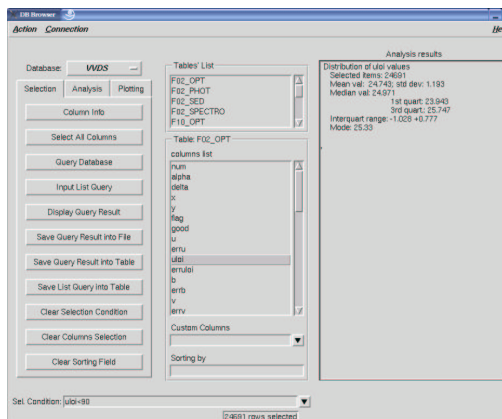 DB Browser
Action Connection He
Database: VVDS
Selection Analysis Plotting
Column Info
Select All Columns
Query Database
Input List Query
Display Query Result
Save Query Result into File
Save Query Result into Table
Save List Query into Table
Clear Selection Condition
Clear Columns Selection
Clear Sorting Field
Tables' List
F02_OPT
F02_PHOT
F02_SED
F02_SPECTRO
F10_OPT
Table: F02_OPT
columns list
num
alpha
delta
x
y
flag
good
u
erru
uloi
erruloi
b
errb
v
errv
Custom Columns
Sorting by
Analysis results
Distribution of uloi values
Selected items: 24691
Mean val: 24.743; std dev: 1.193
Median val: 24.971
1st quart: 23.943
3rd quart: 25.747
Interquart range: -1.028 +0.777
Mode: 25.33
Sel. Condition: uloi<90
24691 rows selected